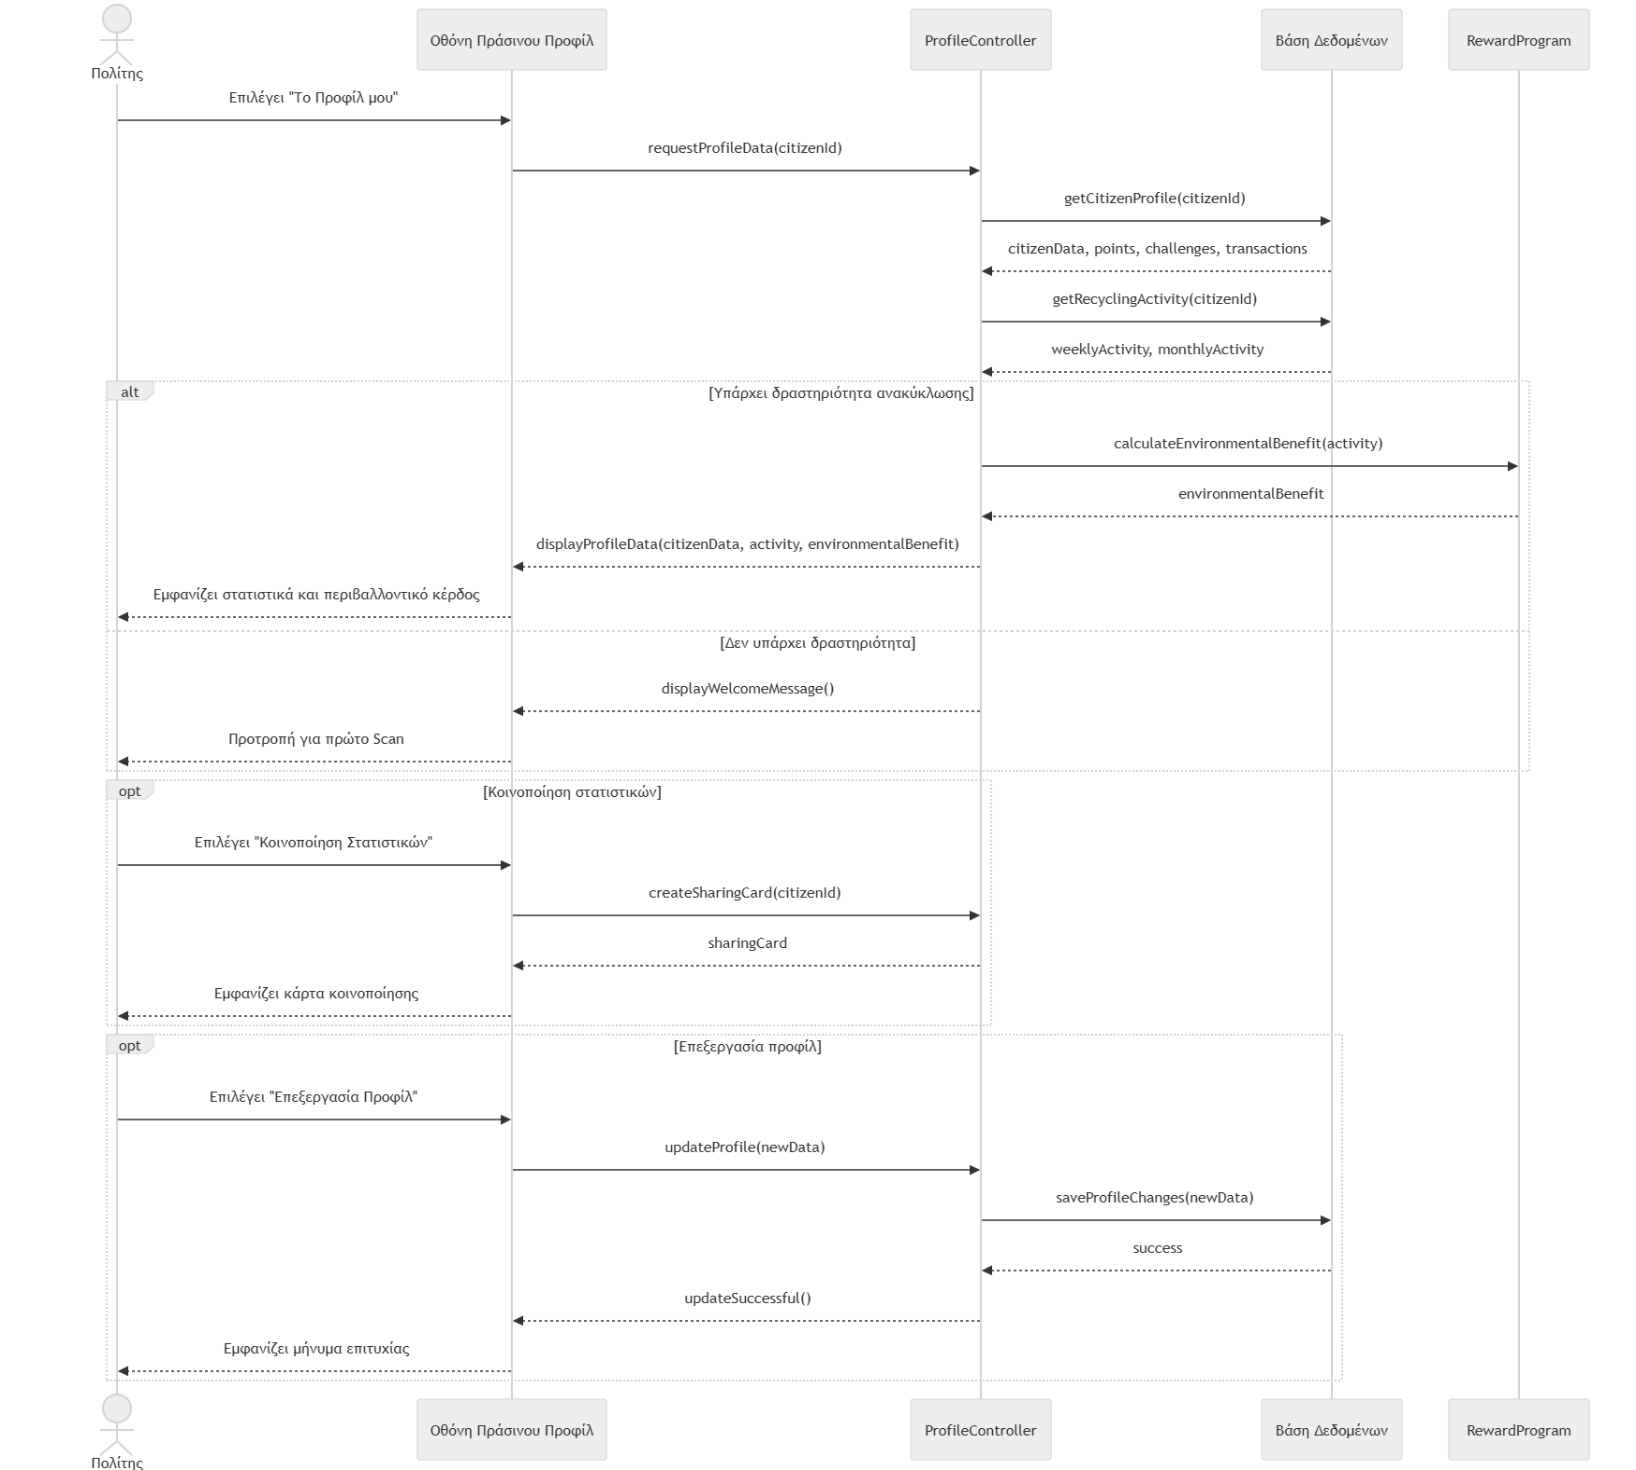 Πολίτης
Οθόνη Πράσινου Προφίλ
ProfileController
Βάση Δεδομένων
RewardProgram
Επιλέγει "Το Προφίλ μου"
requestProfileData(citizenId)
getCitizenProfile(citizenId)
citizenData, points, challenges, transactions
getRecyclingActivity(citizenId)
weeklyActivity, monthlyActivity
alt
[Υπάρχει δραστηριότητα ανακύκλωσης]
calculateEnvironmentalBenefit(activity)
environmentalBenefit
displayProfileData(citizenData, activity, environmentalBenefit)
Εμφανίζει στατιστικά και περιβαλλοντικό κέρδος
[Δεν υπάρχει δραστηριότητα]
displayWelcomeMessage()
Προτροπή για πρώτο Scan
opt
[Κοινοποίηση στατιστικών]
Επιλέγει "Κοινοποίηση Στατιστικών"
createSharingCard(citizenId)
sharingCard
Εμφανίζει κάρτα κοινοποίησης
opt
[Επεξεργασία προφίλ]
Επιλέγει "Επεξεργασία Προφίλ"
updateProfile(newData)
saveProfileChanges(newData)
success
updateSuccessful()
Εμφανίζει μήνυμα επιτυχίας
Πολίτης
Οθόνη Πράσινου Προφίλ
ProfileController
Βάση Δεδομένων
RewardProgram